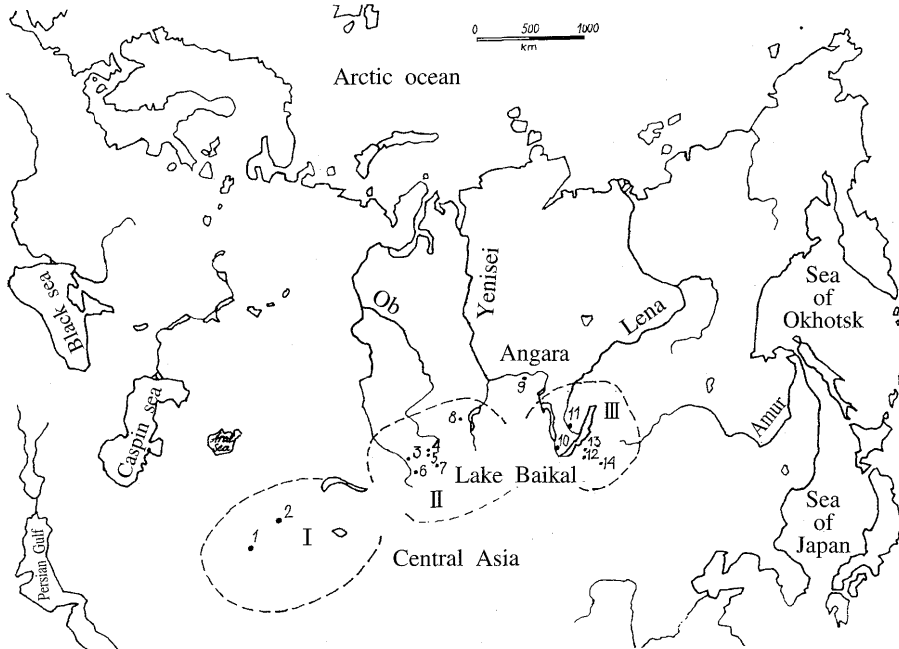 0 500 1000
km
Arctic ocean
Black sea
Ob
Yenisei
Lena
Sea
of
Okhotsk
Angara
9
Caspin sea
Aral
Sea
8
11
III
Amur
10
13
3
4
5
12
14
6
7
Lake Baikal
II
Sea
of
Japan
1
2
I
Central Asia
Persian Gulf